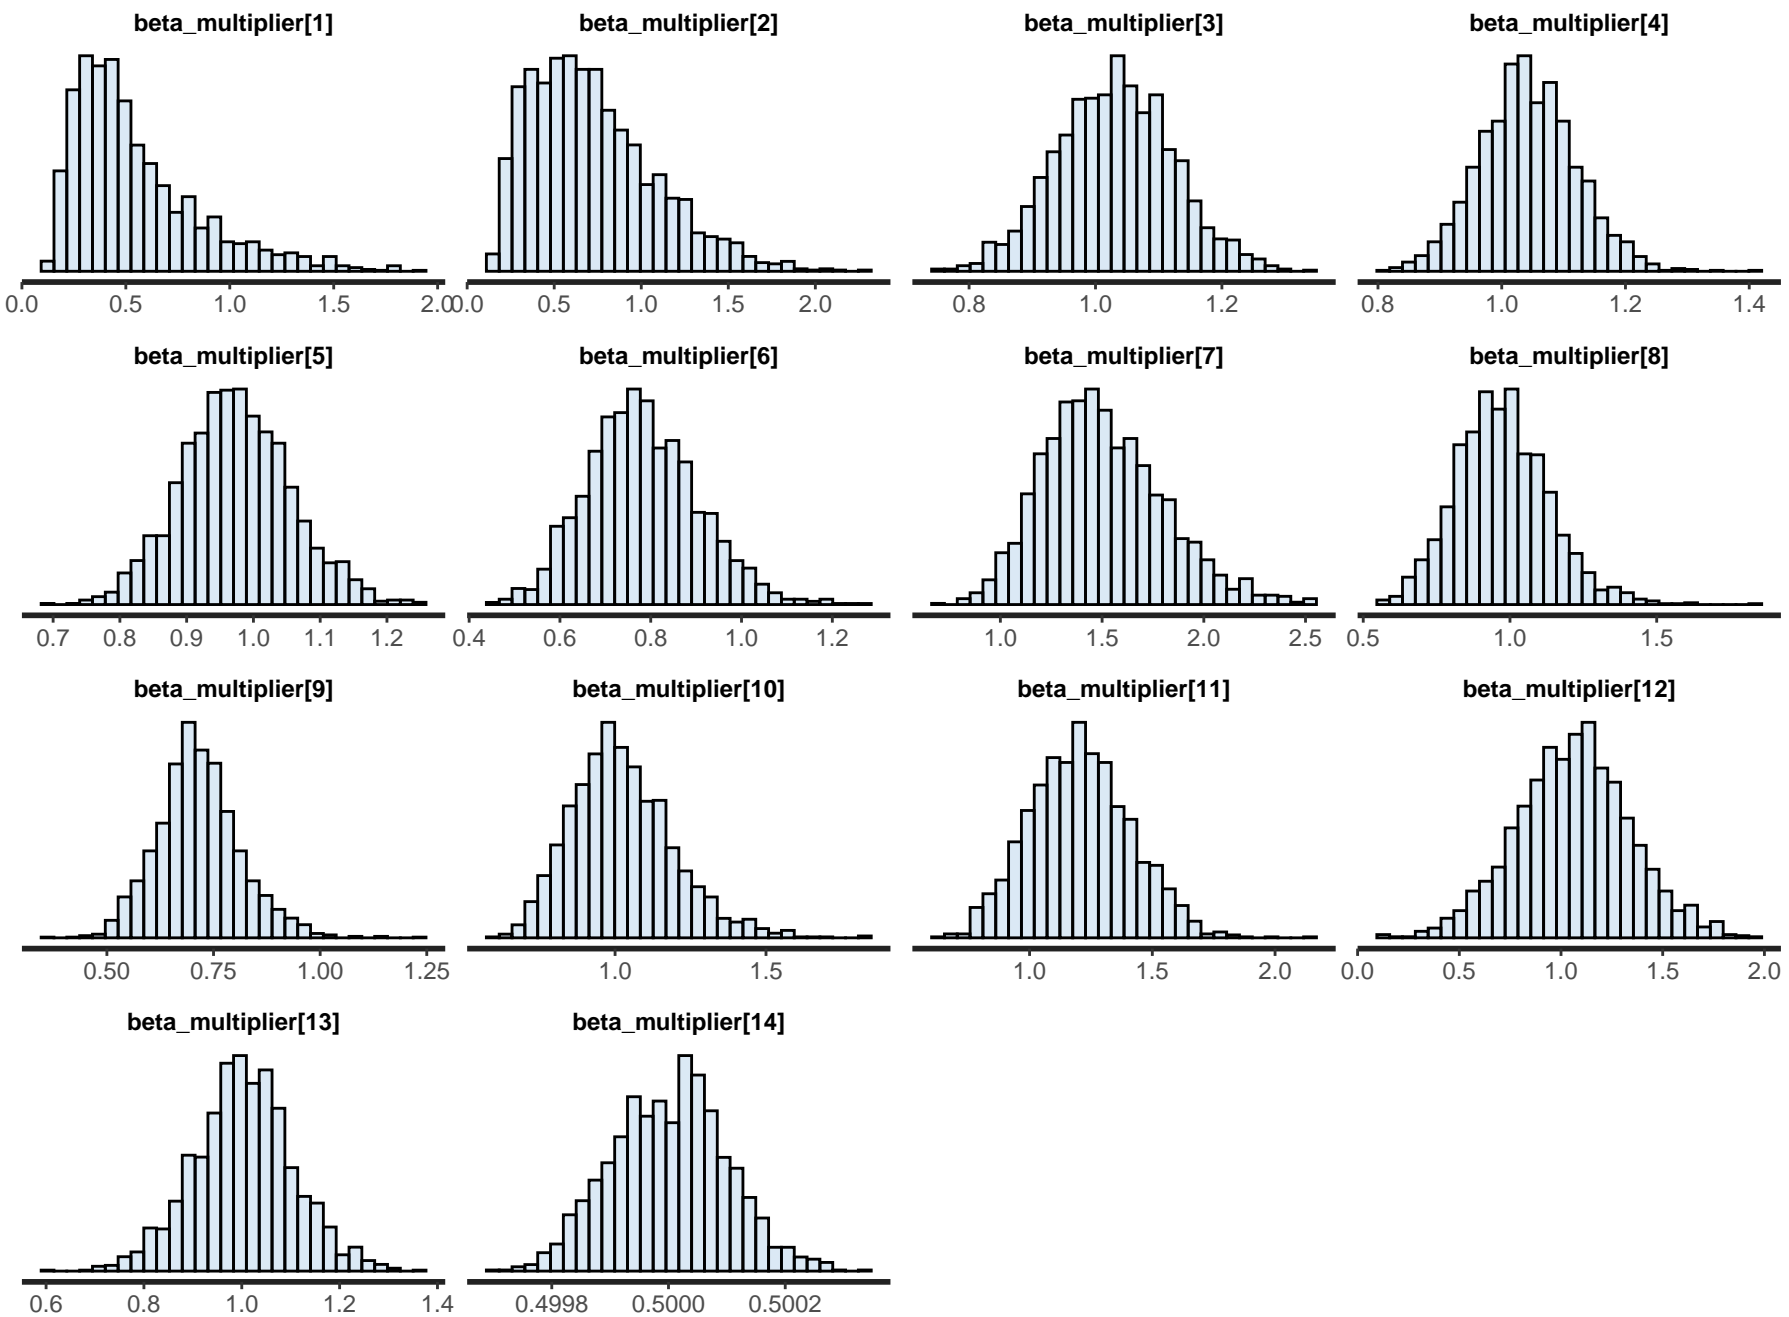 beta_multiplier[1] beta_multiplier[2] beta_multiplier[3] beta_multiplier[4]
0.0 0.5 1.0 1.5 2.0 0.0 0.5 1.0 1.5 2.0 0.8 1.0 1.2 0.8 1.0 1.2 1.4
beta_multiplier[5] beta_multiplier[6] beta_multiplier[7] beta_multiplier[8]
0.7 0.8 0.9 1.0 1.1 1.2 0.4 0.6 0.8 1.0 1.2 1.0 1.5 2.0 2.5 0.5 1.0 1.5
beta_multiplier[9] beta_multiplier[10] beta_multiplier[11] beta_multiplier[12]
0.50 0.75 1.00 1.25 1.0 1.5 1.0 1.5 2.0 0.0 0.5 1.0 1.5 2.0
beta_multiplier[13] beta_multiplier[14]
0.6 0.8 1.0 1.2 1.4 0.4998 0.5000 0.5002